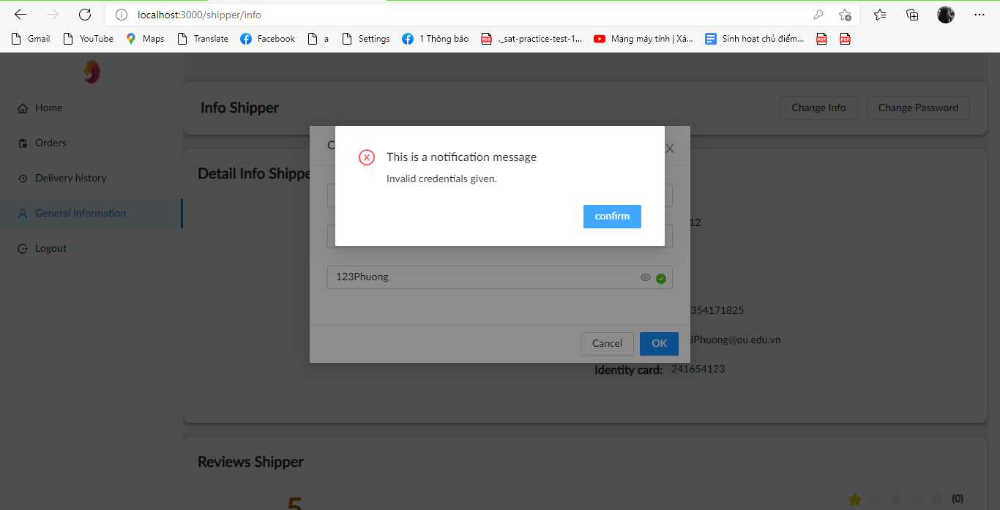 localhost:3000/shipper/info
Gmail YouTube Maps Translate Facebook a Settings 1 Thông báo ._sat-practice-test-1... Mạng máy tính | Xá... Sinh hoạt chủ điểm...
Info Shipper
Change Info Change Password
Home
Orders
Delivery history
General Information
Logout
This is a notification message
Invalid credentials given.
confirm
Detail Info
12
123Phuong
354171825
Cancel OK
Phuong@ou.edu.vn
Identity card: 241654123
Reviews Shipper
5
(0)